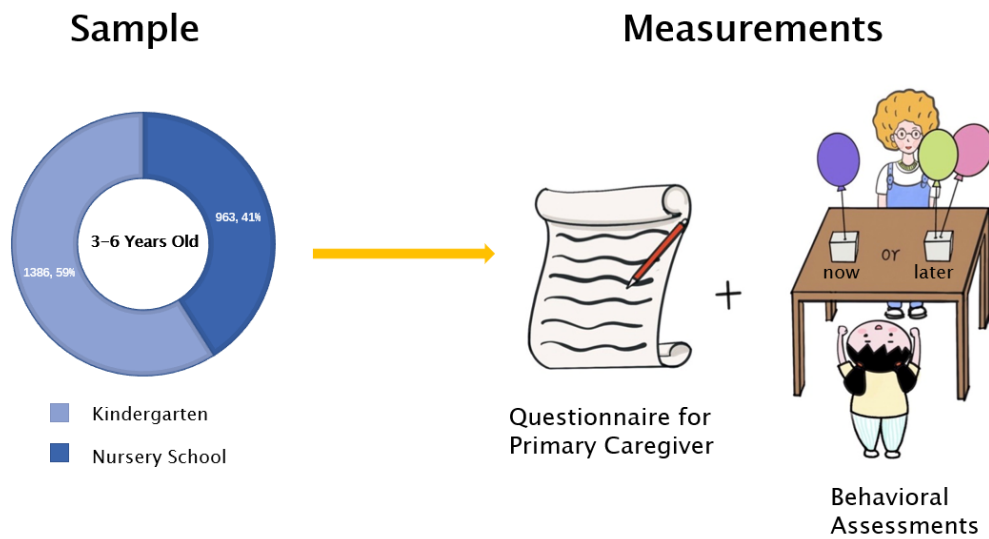 Sample
Measurements
963, 41%
3-6 Years Old
1386, 59%
Kindergarten
Nursery School
+
now or later
Questionnaire for
Primary Caregiver
Behavioral
Assessments